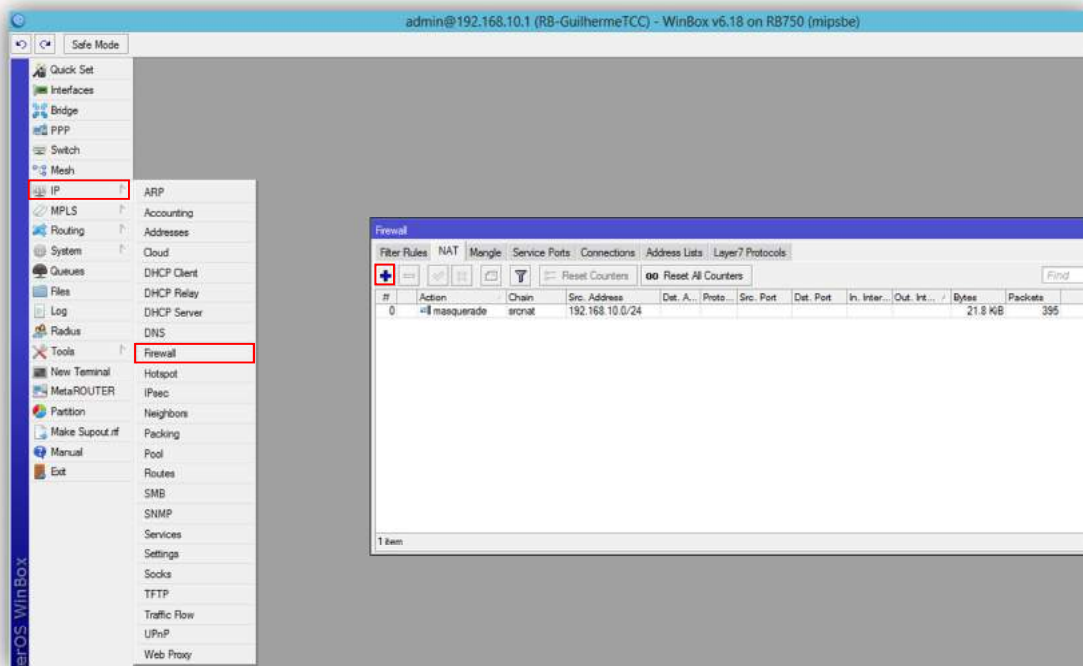 admin@192.168.10.1 (RB-GuilhermeTCC) - WinBox v6.18 on RB750 (mipsbe)
Safe Mode
Quick Set
Interfaces
Bridge
PPP
Switch
Mesh
IP
MPLS
Routing
System
Queues
Files
Log
Radius
Tools
New Terminal
MetaROUTER
Partition
Make Supout.rif
Manual
Exit
erOS WinBox
ARP
Accounting
Addresses
Cloud
DHCP Client
DHCP Relay
DHCP Server
DNS
Firewall
Hotspot
IPsec
Neighbors
Packing
Pool
Routes
SMB
SNMP
Services
Settings
Socks
TFTP
Traffic Flow
UPnP
Web Proxy
Firewall
Filter Rules NAT Mangle Service Ports Connections Address Lists Layer7 Protocols
Reset Counters 00 Reset All Counters Find
# Action Chain Src. Address Dst. A... Proto... Src. Port Dst. Port In. Inter... Out. Int... Bytes Packets
0 masquerade srcnat 192.168.10.0/24 21.8 KiB 395
1 item